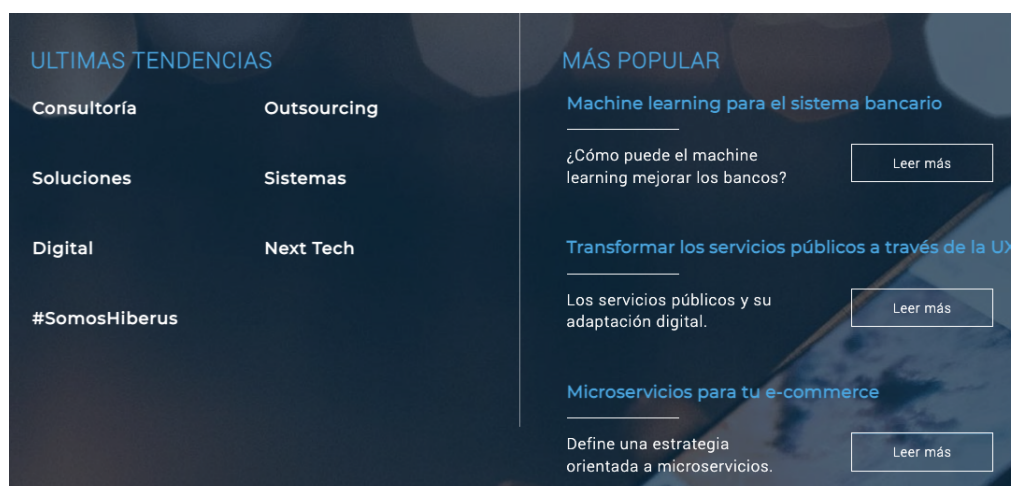 ULTIMAS TENDENCIAS
Consultoría
Outsourcing
Soluciones
Sistemas
Digital
Next Tech
#SomosHiberus
MÁS POPULAR
Machine learning para el sistema bancario
¿Cómo puede el machine
learning mejorar los bancos?
Leer más
Transformar los servicios públicos a través de la UX
Los servicios públicos y su
adaptación digital.
Leer más
Microservicios para tu e-commerce
Define una estrategia
orientada a microservicios.
Leer más